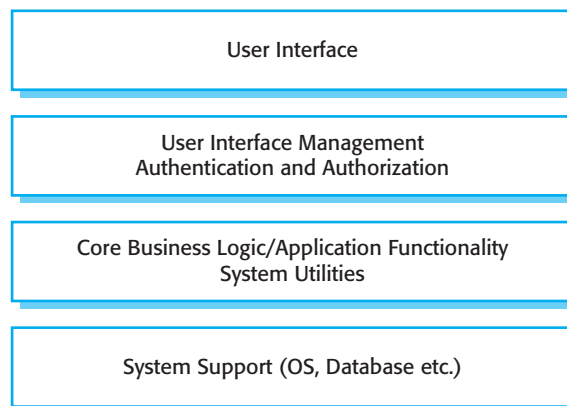 User Interface
User Interface Management
Authentication and Authorization
Core Business Logic/Application Functionality
System Utilities
System Support (OS, Database etc.)